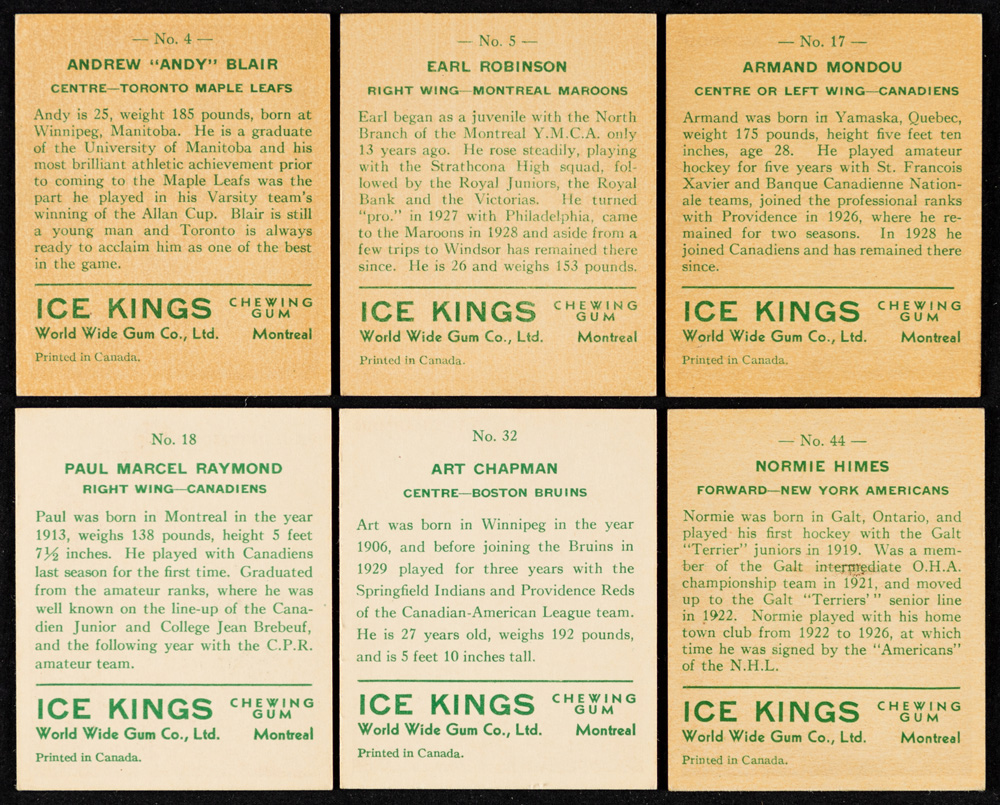 — No. 4 —
ANDREW “ANDY” BLAIR
CENTRE—TORONTO MAPLE LEAFS
Andy is 25, weight 185 pounds, born at
Winnipeg, Manitoba. He is a graduate
of the University of Manitoba and his
most brilliant athletic achievement prior
to coming to the Maple Leafs was the
part he played in his Varsity team's
winning of the Allan Cup. Blair is still
a young man and Toronto is always
ready to acclaim him as one of the best
in the game.
ICE KINGS CHEWING GUM
World Wide Gum Co., Ltd. Montreal
Printed in Canada.
— No. 5 —
EARL ROBINSON
RIGHT WING—MONTREAL MAROONS
Earl began as a juvenile with the North
Branch of the Montreal Y.M.C.A. only
13 years ago. He rose steadily, playing
with the Strathcona High squad, fol-
lowed by the Royal Juniors, the Royal
Bank and the Victorias. He turned
“pro.” in 1927 with Philadelphia, came
to the Maroons in 1928 and aside from a
few trips to Windsor has remained there
since. He is 26 and weighs 153 pounds.
ICE KINGS CHEWING GUM
World Wide Gum Co., Ltd. Montreal
Printed in Canada.
— No. 17 —
ARMAND MONDOU
CENTRE OR LEFT WING—CANADIENS
Armand was born in Yamaska, Quebec,
weight 175 pounds, height five feet ten
inches, age 28. He played amateur
hockey for five years with St. Francois
Xavier and Banque Canadienne Nation-
ale teams, joined the professional ranks
with Providence in 1926, where he re-
mained for two seasons. In 1928 he
joined Canadiens and has remained there
since.
ICE KINGS CHEWING GUM
World Wide Gum Co., Ltd. Montreal
Printed in Canada.
No. 18
PAUL MARCEL RAYMOND
RIGHT WING—CANADIENS
Paul was born in Montreal in the year
1913, weighs 138 pounds, height 5 feet
7½ inches. He played with Canadiens
last season for the first time. Graduated
from the amateur ranks, where he was
well known on the line-up of the Cana-
dien Junior and College Jean Brebeuf,
and the following year with the C.P.R.
amateur team.
ICE KINGS CHEWING GUM
World Wide Gum Co., Ltd. Montreal
Printed in Canada.
No. 32
ART CHAPMAN
CENTRE—BOSTON BRUINS
Art was born in Winnipeg in the year
1906, and before joining the Bruins in
1929 played for three years with the
Springfield Indians and Providence Reds
of the Canadian-American League team.
He is 27 years old, weighs 192 pounds,
and is 5 feet 10 inches tall.
ICE KINGS CHEWING GUM
World Wide Gum Co., Ltd. Montreal
Printed in Canada.
— No. 44 —
NORMIE HIMES
FORWARD—NEW YORK AMERICANS
Normie was born in Galt, Ontario, and
played his first hockey with the Galt
“Terrier” juniors in 1919. Was a mem-
ber of the Galt intermediate O.H.A.
championship team in 1921, and moved
up to the Galt “Terriers'” senior line
in 1922. Normie played with his home
town club from 1922 to 1926, at which
time he was signed by the “Americans”
of the N.H.L.
ICE KINGS CHEWING GUM
World Wide Gum Co., Ltd. Montreal
Printed in Canada.